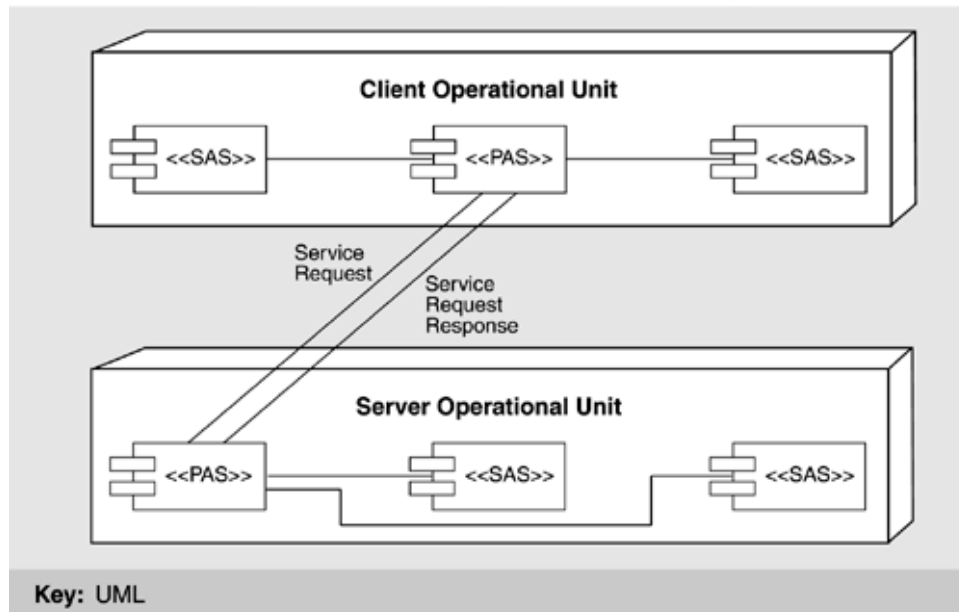 Client Operational Unit
<<SAS>>
<<PAS>>
<<SAS>>
Service
Request
Service
Request
Response
Server Operational Unit
<<PAS>>
<<SAS>>
<<SAS>>
Key: UML